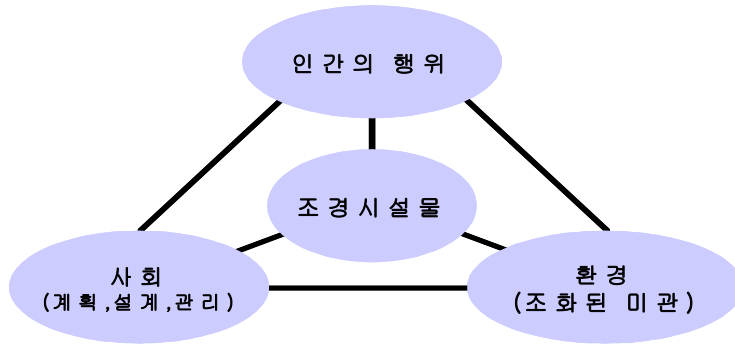 인간의 행위
조경시설물
사회
(계획,설계,관리)
환경
(조화된 미관)